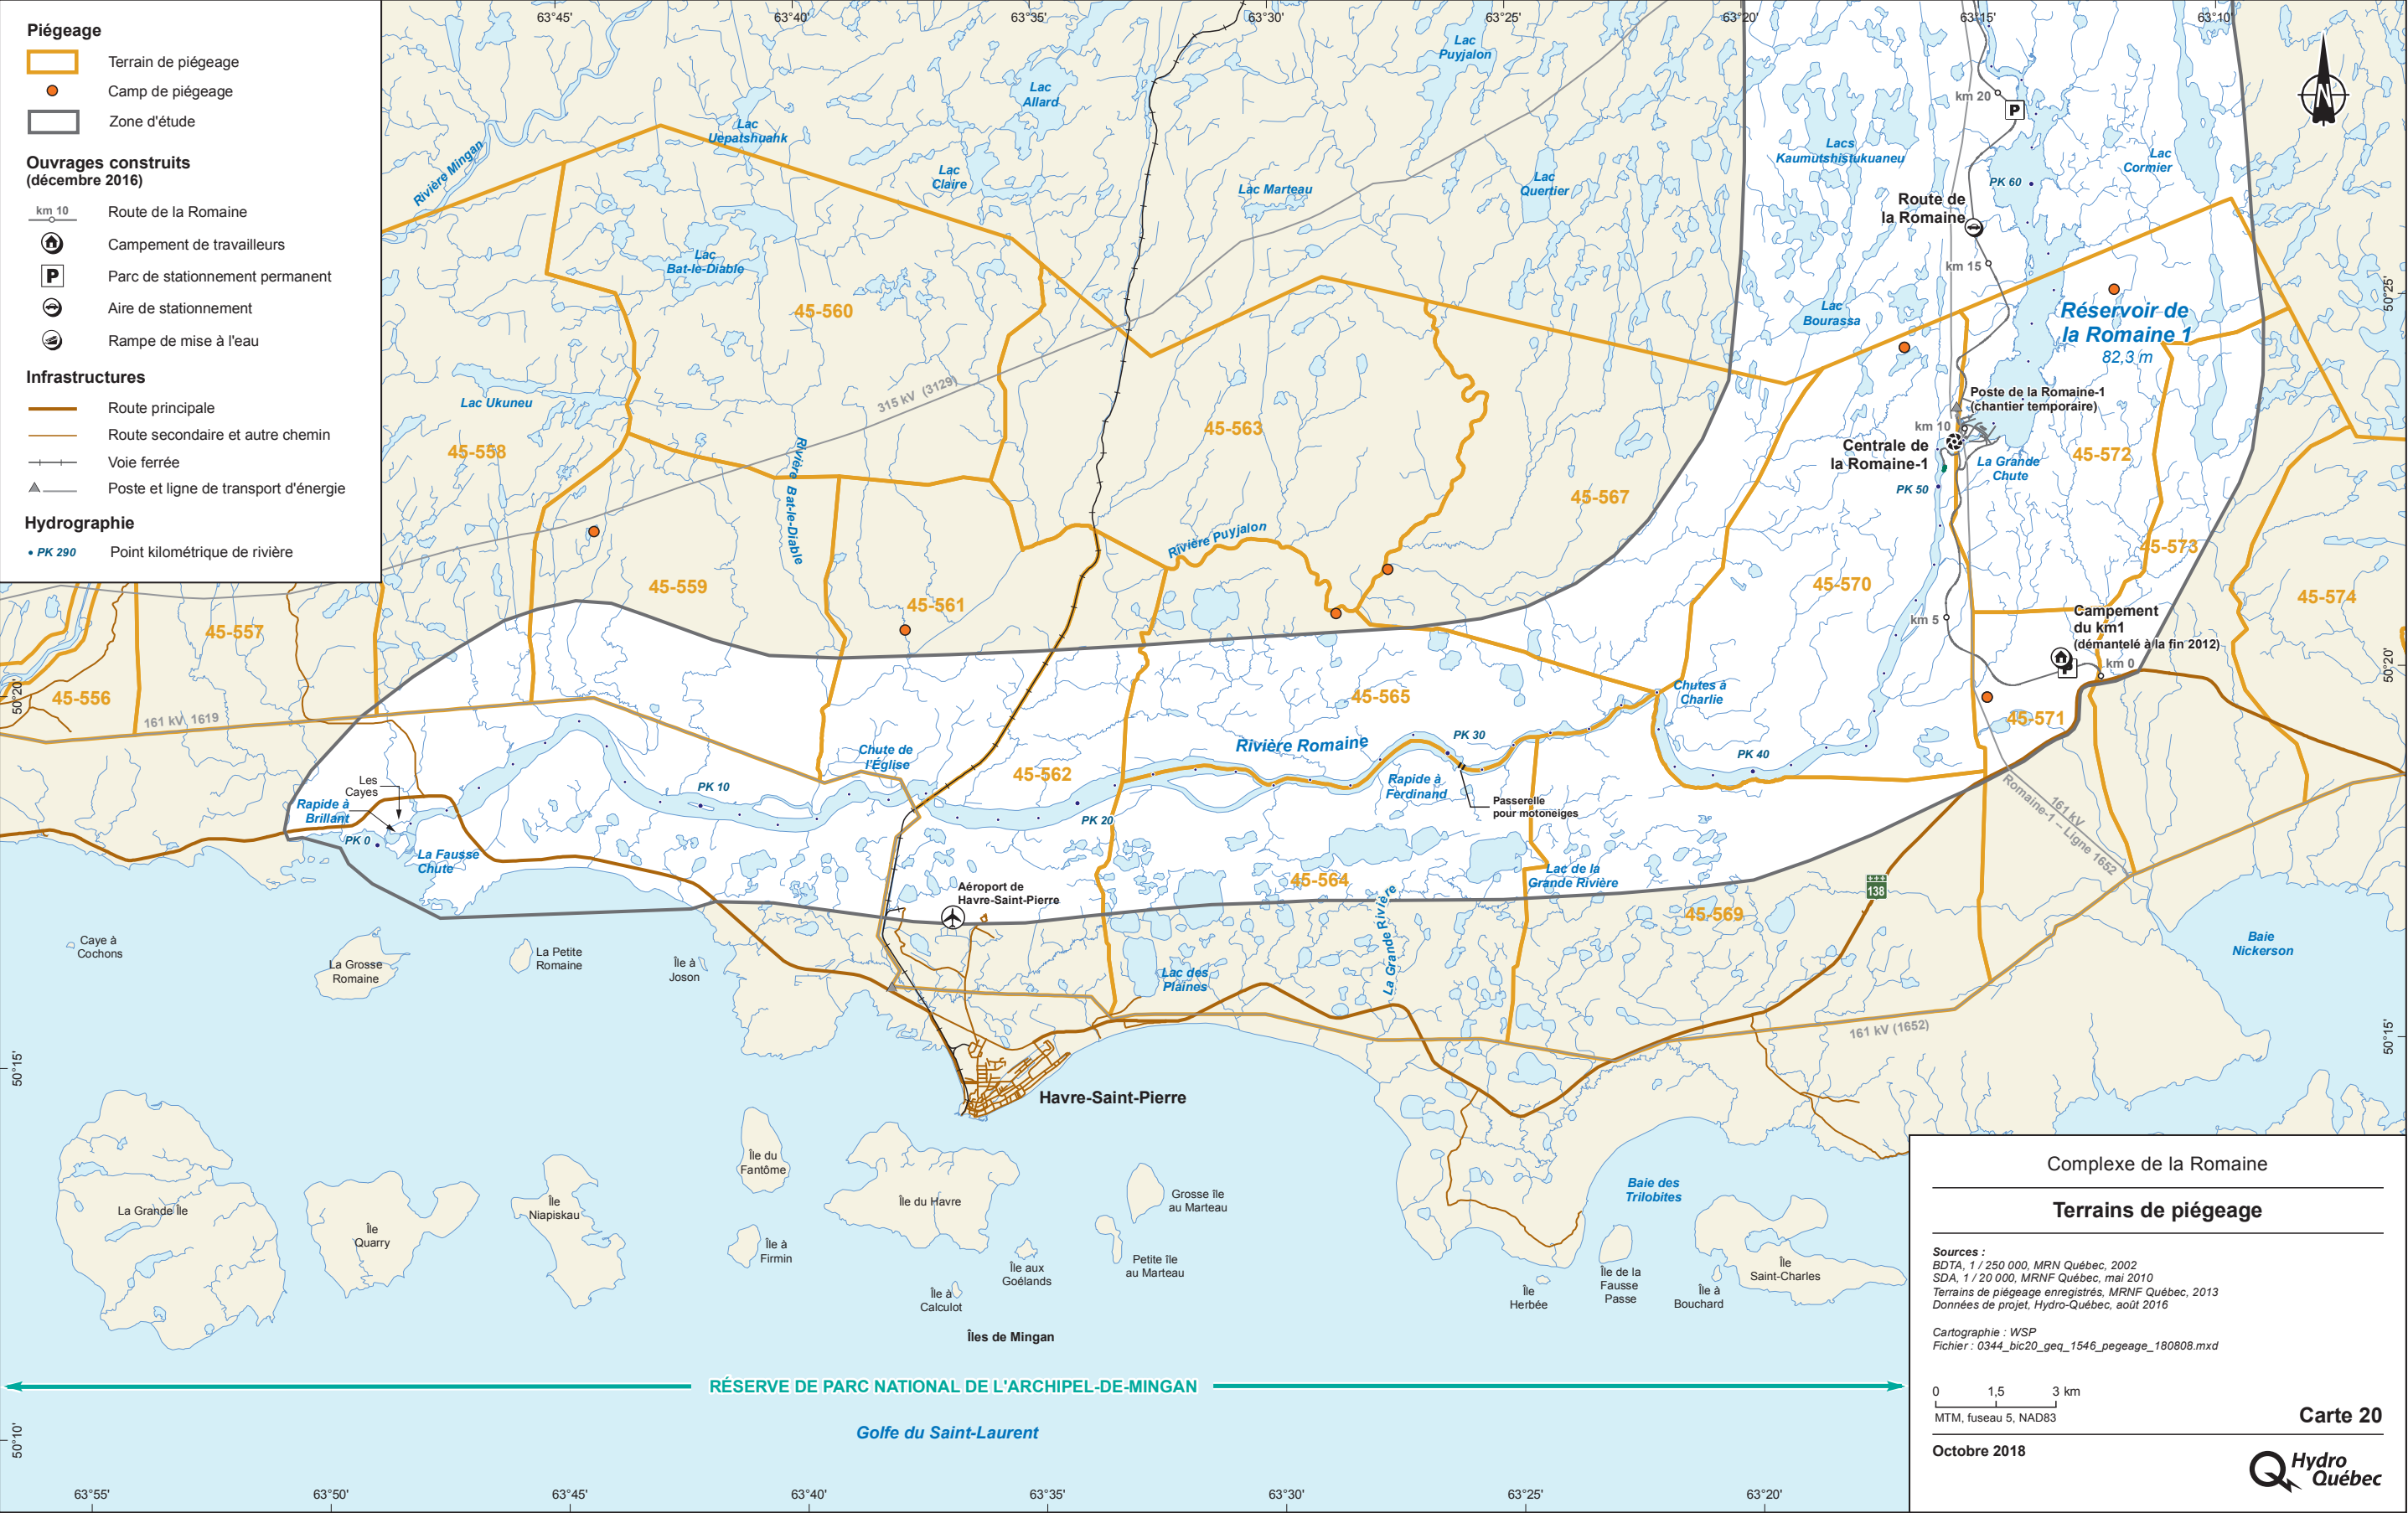 Piégeage
Terrain de piégeage
Camp de piégeage
Zone d'étude
Ouvrages construits
(décembre 2016)
km 10
Route de la Romaine
Campement de travailleurs
P
Parc de stationnement permanent
Aire de stationnement
Rampe de mise à l'eau
Infrastructures
Route principale
Route secondaire et autre chemin
Voie ferrée
Poste et ligne de transport d'énergie
Hydrographie
PK 290
Point kilométrique de rivière
63°45'
63°40'
63°35'
63°30'
63°25'
63°20'
63°15'
63°10'
N
Lac
Puyjalon
Lac
Allard
Lac
Uepatshuahk
Rivière Mingan
Lac
Claire
Lac Marteau
Lac
Quertier
Lacs
Kaumutshistukuaneu
Lac
Cormier
km 20
P
PK 60
Route de
la Romaine
km 15
Lac
Bat-le-Diable
45-560
Lac
Bourassa
Réservoir de
la Romaine 1
82,3 m
50°25'
315 kV (3129)
Lac Ukuneu
45-558
45-563
Poste de la Romaine-1
(chantier temporaire)
km 10
Centrale de
la Romaine-1
La Grande
Chute
PK 50
45-572
45-567
Rivière Bat-le-Diable
Rivière Puyjalon
45-573
45-559
45-561
45-570
45-574
45-557
45-556
km 5
Campement
du km1
(démantelé à la fin 2012)
P
km 0
50°20'
50°20'
161 kV 1619
45-565
Chutes à
Charlie
45-571
Rivière Romaine
PK 30
PK 40
Chute de
l'Église
45-562
Les
Cayes
Rapide à
Brillant
PK 10
PK 20
Rapide à
Ferdinand
Passerelle
pour motoneiges
161 kV
Romaine-1 – Ligne 1652
PK 0
La Fausse
Chute
45-564
Lac de la
Grande Rivière
Aéroport de
Havre-Saint-Pierre
138
45-569
La Grande Rivière
Caye à
Cochons
La Grosse
Romaine
La Petite
Romaine
Île à
Joson
Lac des
Plaines
Baie
Nickerson
161 kV (1652)
50°15'
50°15'
Havre-Saint-Pierre
Île du
Fantôme
La Grande Île
Île
Quarry
Île
Niapiskau
Île du Havre
Grosse île
au Marteau
Baie des
Trilobites
Île à
Firmin
Île aux
Goélands
Petite île
au Marteau
Île à
Calculot
Île
Herbée
Île de la
Fausse
Passe
Île à
Bouchard
Île
Saint-Charles
Îles de Mingan
RÉSERVE DE PARC NATIONAL DE L'ARCHIPEL-DE-MINGAN
Golfe du Saint-Laurent
50°10'
63°55'
63°50'
63°45'
63°40'
63°35'
63°30'
63°25'
63°20'
Complexe de la Romaine
Terrains de piégeage
Sources :
BDTA, 1 / 250 000, MRN Québec, 2002
SDA, 1 / 20 000, MRNF Québec, mai 2010
Terrains de piégeage enregistrés, MRNF Québec, 2013
Données de projet, Hydro-Québec, août 2016
Cartographie : WSP
Fichier : 0344_bic20_geq_1546_pegeage_180808.mxd
0 1,5 3 km
MTM, fuseau 5, NAD83
Carte 20
Octobre 2018
Hydro
Québec